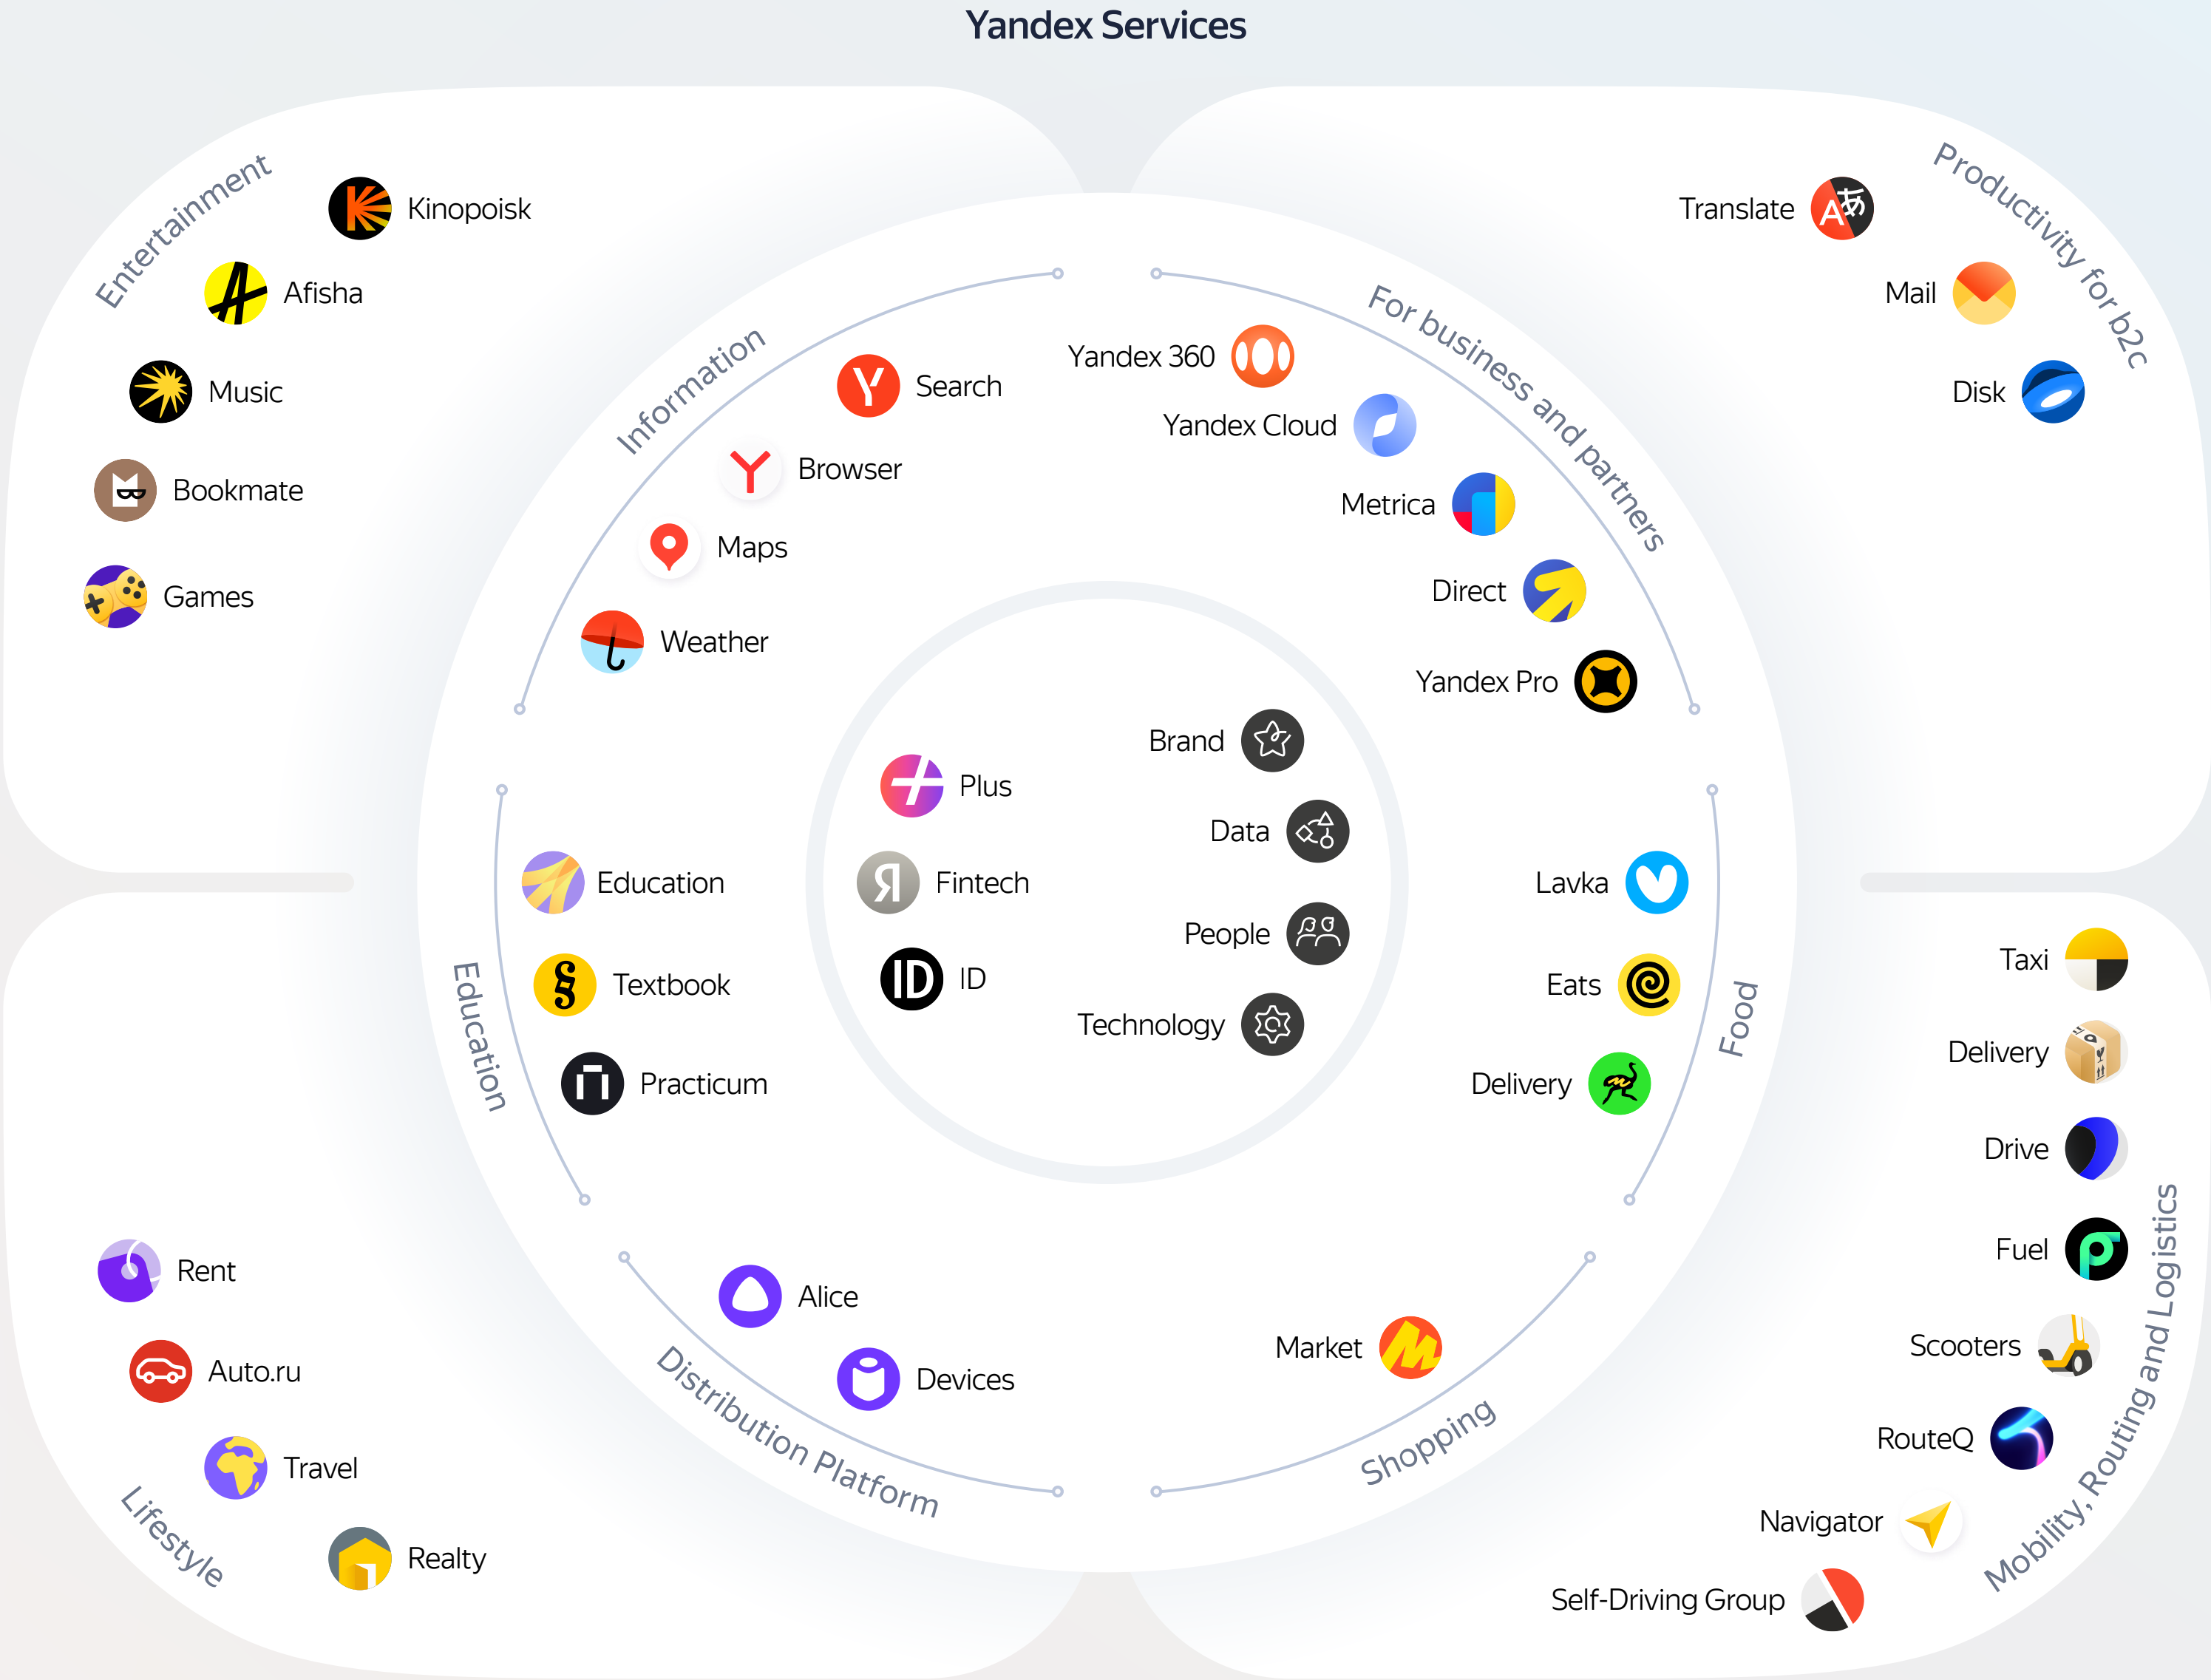 Yandex Services
Entertainment
Kinopoisk
Afisha
Music
Bookmate
Games
Productivity for b2c
Translate
Mail
Disk
Information
Search
Browser
Maps
Weather
For business and partners
Yandex 360
Yandex Cloud
Metrica
Direct
Yandex Pro
Plus
Fintech
ID
ID
Brand
Data
People
Technology
Education
Education
Textbook
Practicum
Food
Lavka
Eats
Delivery
Distribution Platform
Alice
Devices
Shopping
Market
Lifestyle
Rent
Auto.ru
Travel
Realty
Mobility, Routing and Logistics
Taxi
Delivery
Drive
Fuel
Scooters
RouteQ
Navigator
Self-Driving Group